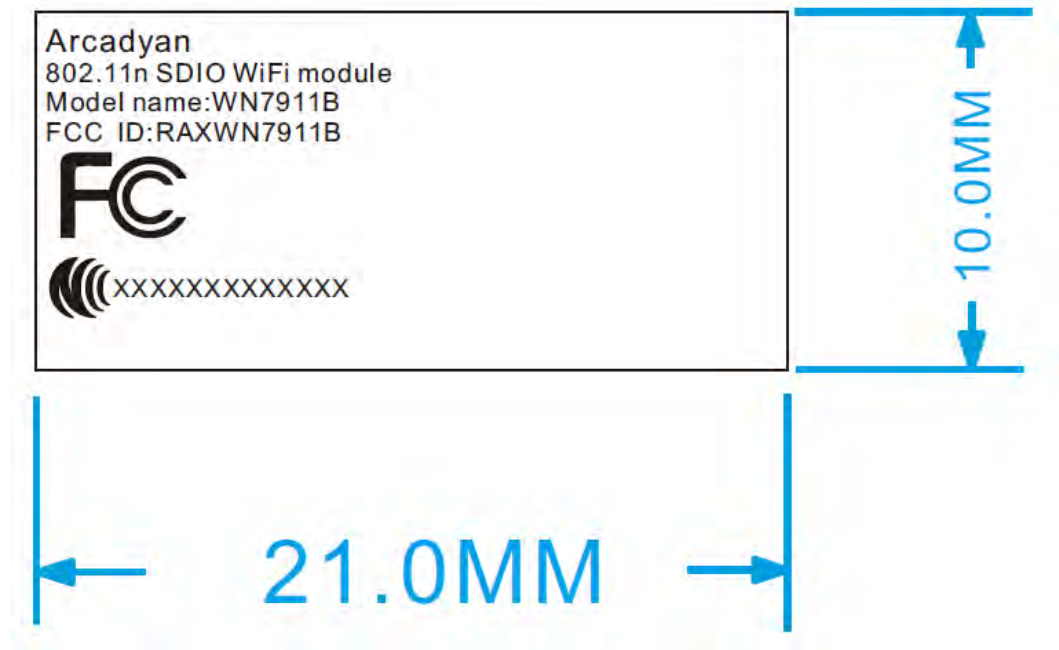 Arcadyan
802.11n SDIO WiFi module
Model name:WN7911B
FCC ID:RAXWN7911B
FC
XXXXXXXXXXXXX
10.0MM
21.0MM